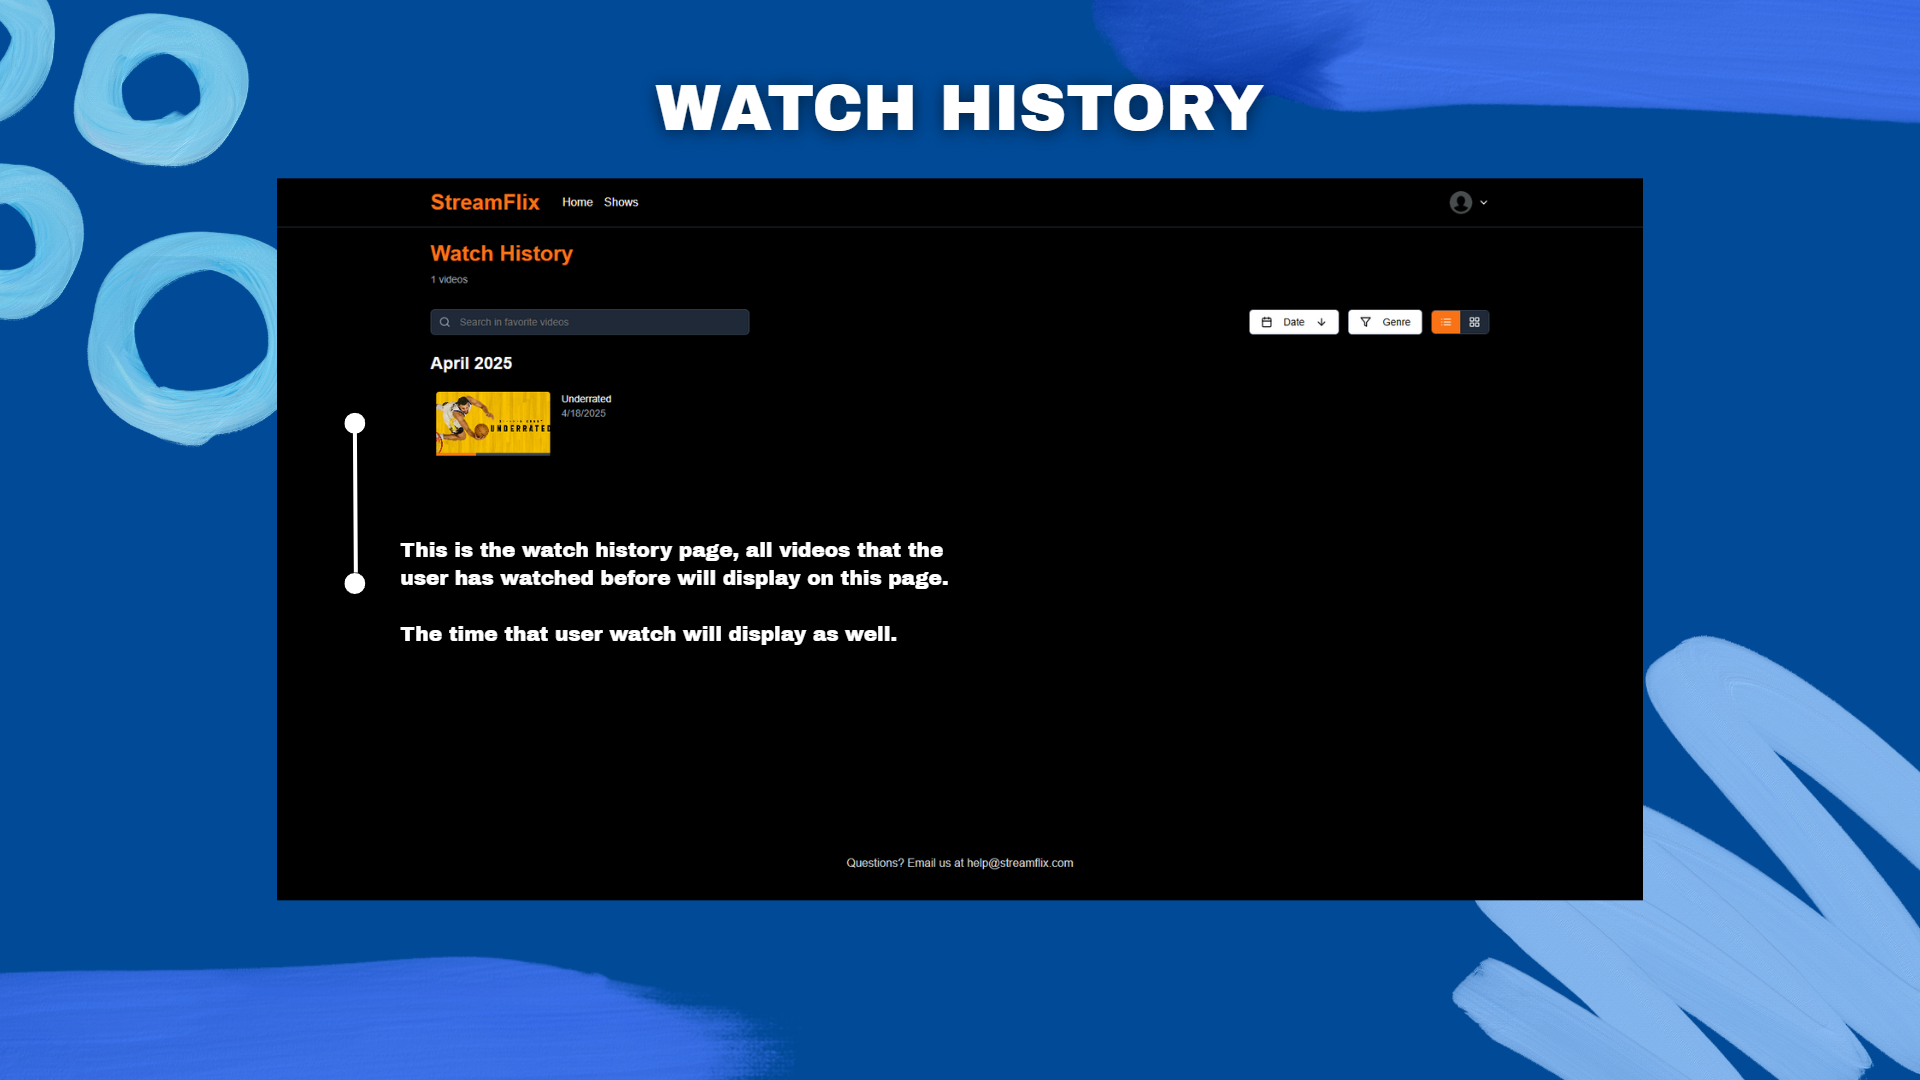 WATCH HISTORY
StreamFlix Home Shows
Watch History
1 videos
Search in favorite videos
Date Genre
April 2025
Underrated
4/18/2025
UNDERRATED
This is the watch history page, all videos that the
user has watched before will display on this page.
The time that user watch will display as well.
Questions? Email us at help@streamflix.com